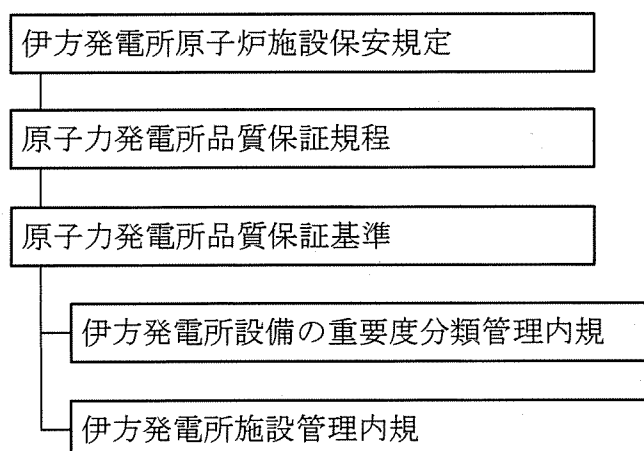 伊方発電所原子炉施設保安規定
原子力発電所品質保証規程
原子力発電所品質保証基準
伊方発電所設備の重要度分類管理内規
伊方発電所施設管理内規